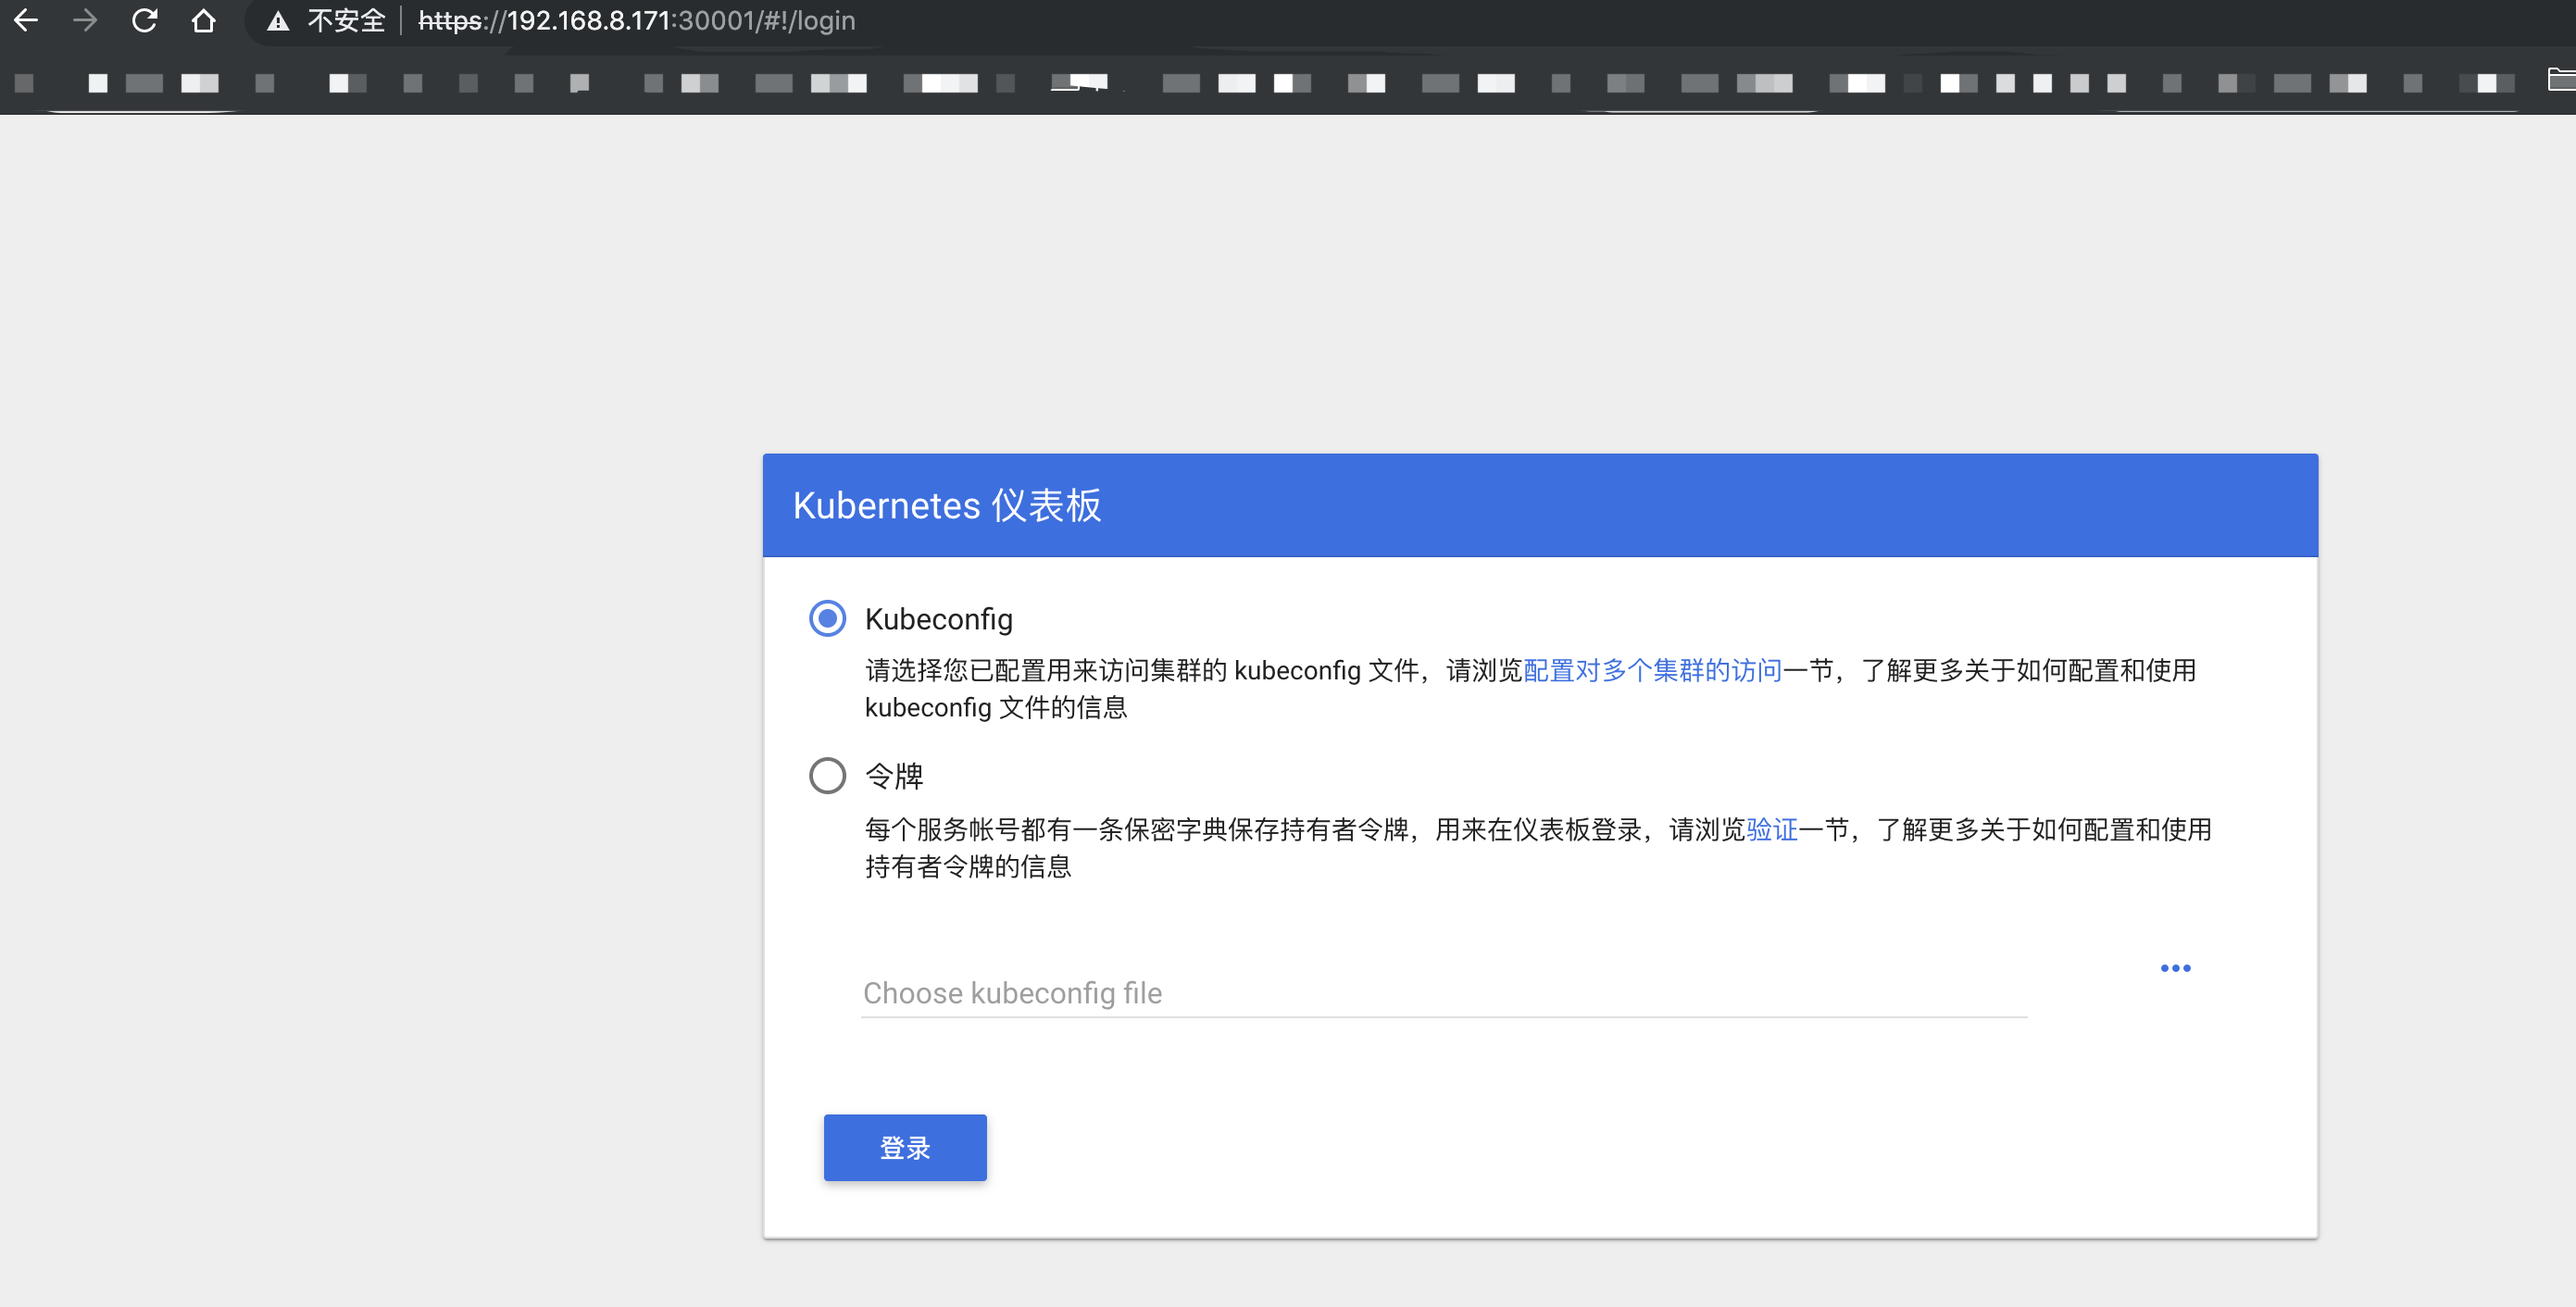 不安全 https://192.168.8.171:30001/#!/login
Kubernetes 仪表板
Kubeconfig
请选择您已配置用来访问集群的 kubeconfig 文件，请浏览配置对多个集群的访问一节，了解更多关于如何配置和使用
kubeconfig 文件的信息
令牌
每个服务帐号都有一条保密字典保存持有者令牌，用来在仪表板登录，请浏览验证一节，了解更多关于如何配置和使用
持有者令牌的信息
Choose kubeconfig file
登录